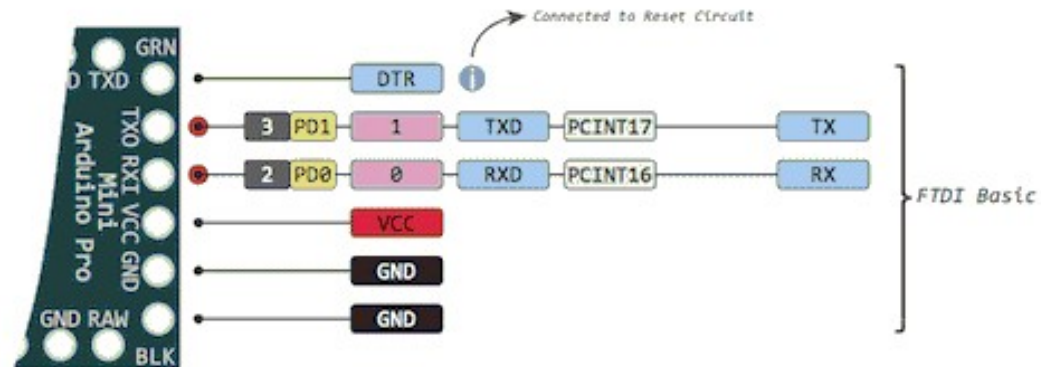 Connected to Reset Circuit
GRN
D TXD
DTR
TXO
3 PD1 1 TXD PCINT17 TX
RXI
2 PD0 0 RXD PCINT16 RX
FTDI Basic
VCC
VCC
GND
GND
GND
Arduino Pro
Mini
GND RAW
BLK